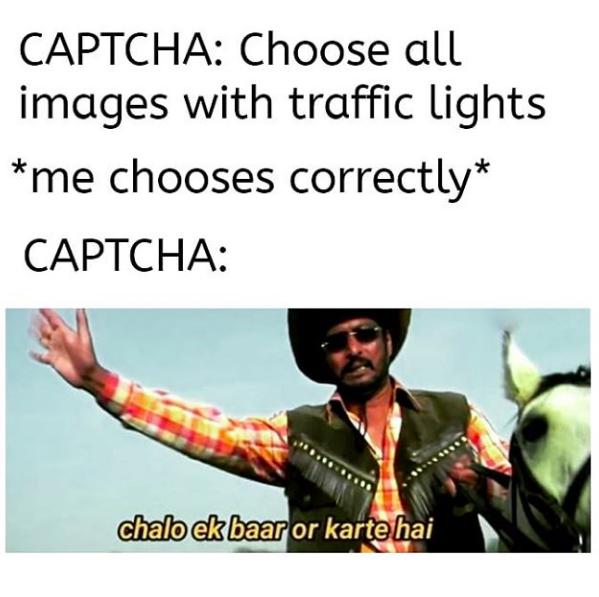 CAPTCHA: Choose all
images with traffic lights
*me chooses correctly*
CAPTCHA:
chalo ek baar or karte hai